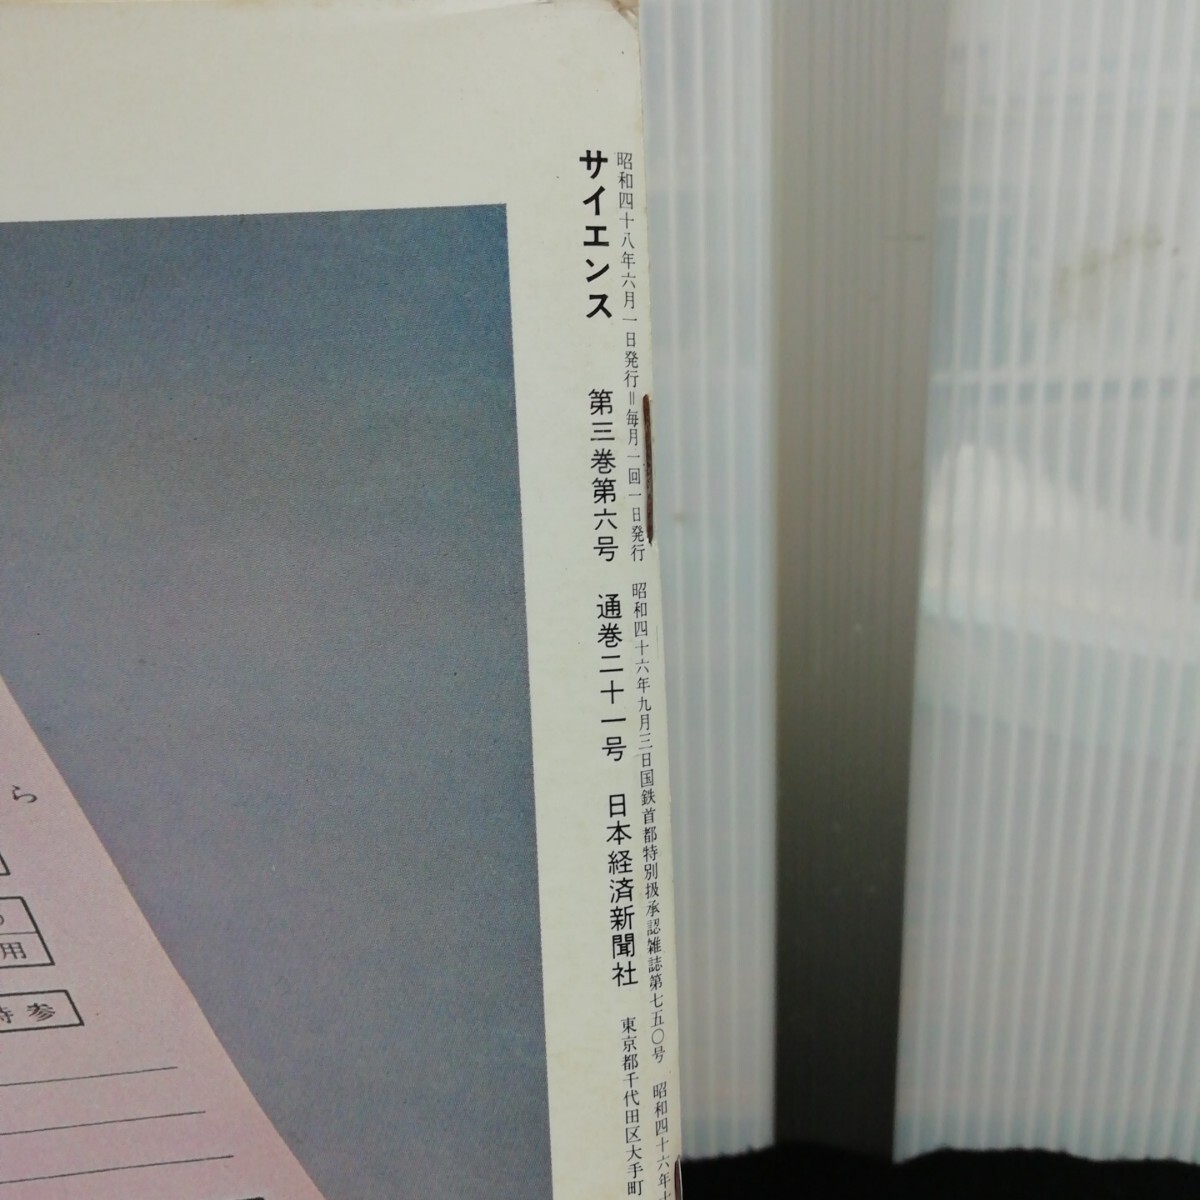 昭和四十八年六月一日発行＝毎月一回一日発行 昭和四十六年九月三日国鉄首都特別扱承認雑誌第七五〇号 昭和四十六年十
サイエンス 第三巻第六号 通巻二十一号 日本経済新聞社 東京都千代田区大手町
ら
の
用
持参